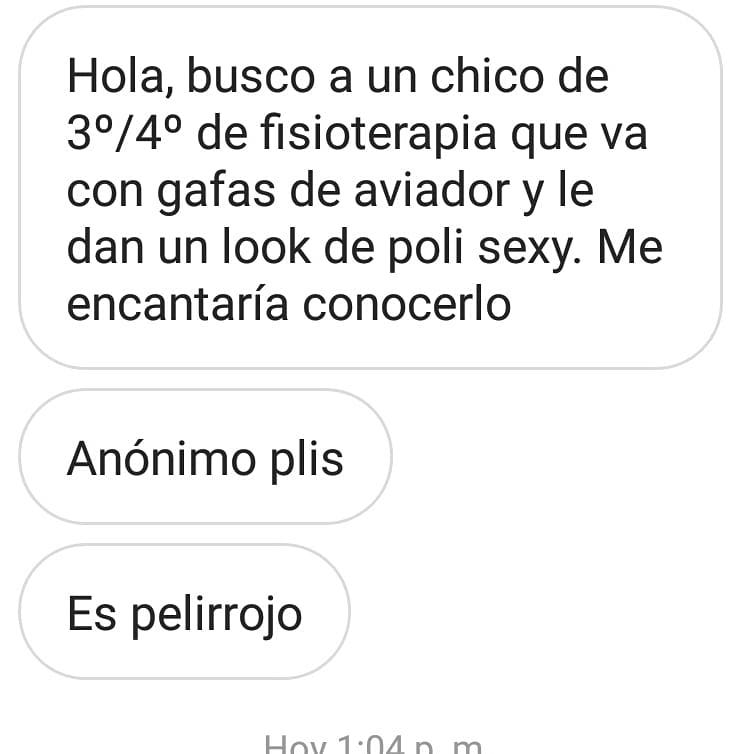 Hola, busco a un chico de
3º/4º de fisioterapia que va
con gafas de aviador y le
dan un look de poli sexy. Me
encantaría conocerlo
Anónimo plis
Es pelirrojo
Hoy 1:04 p. m.